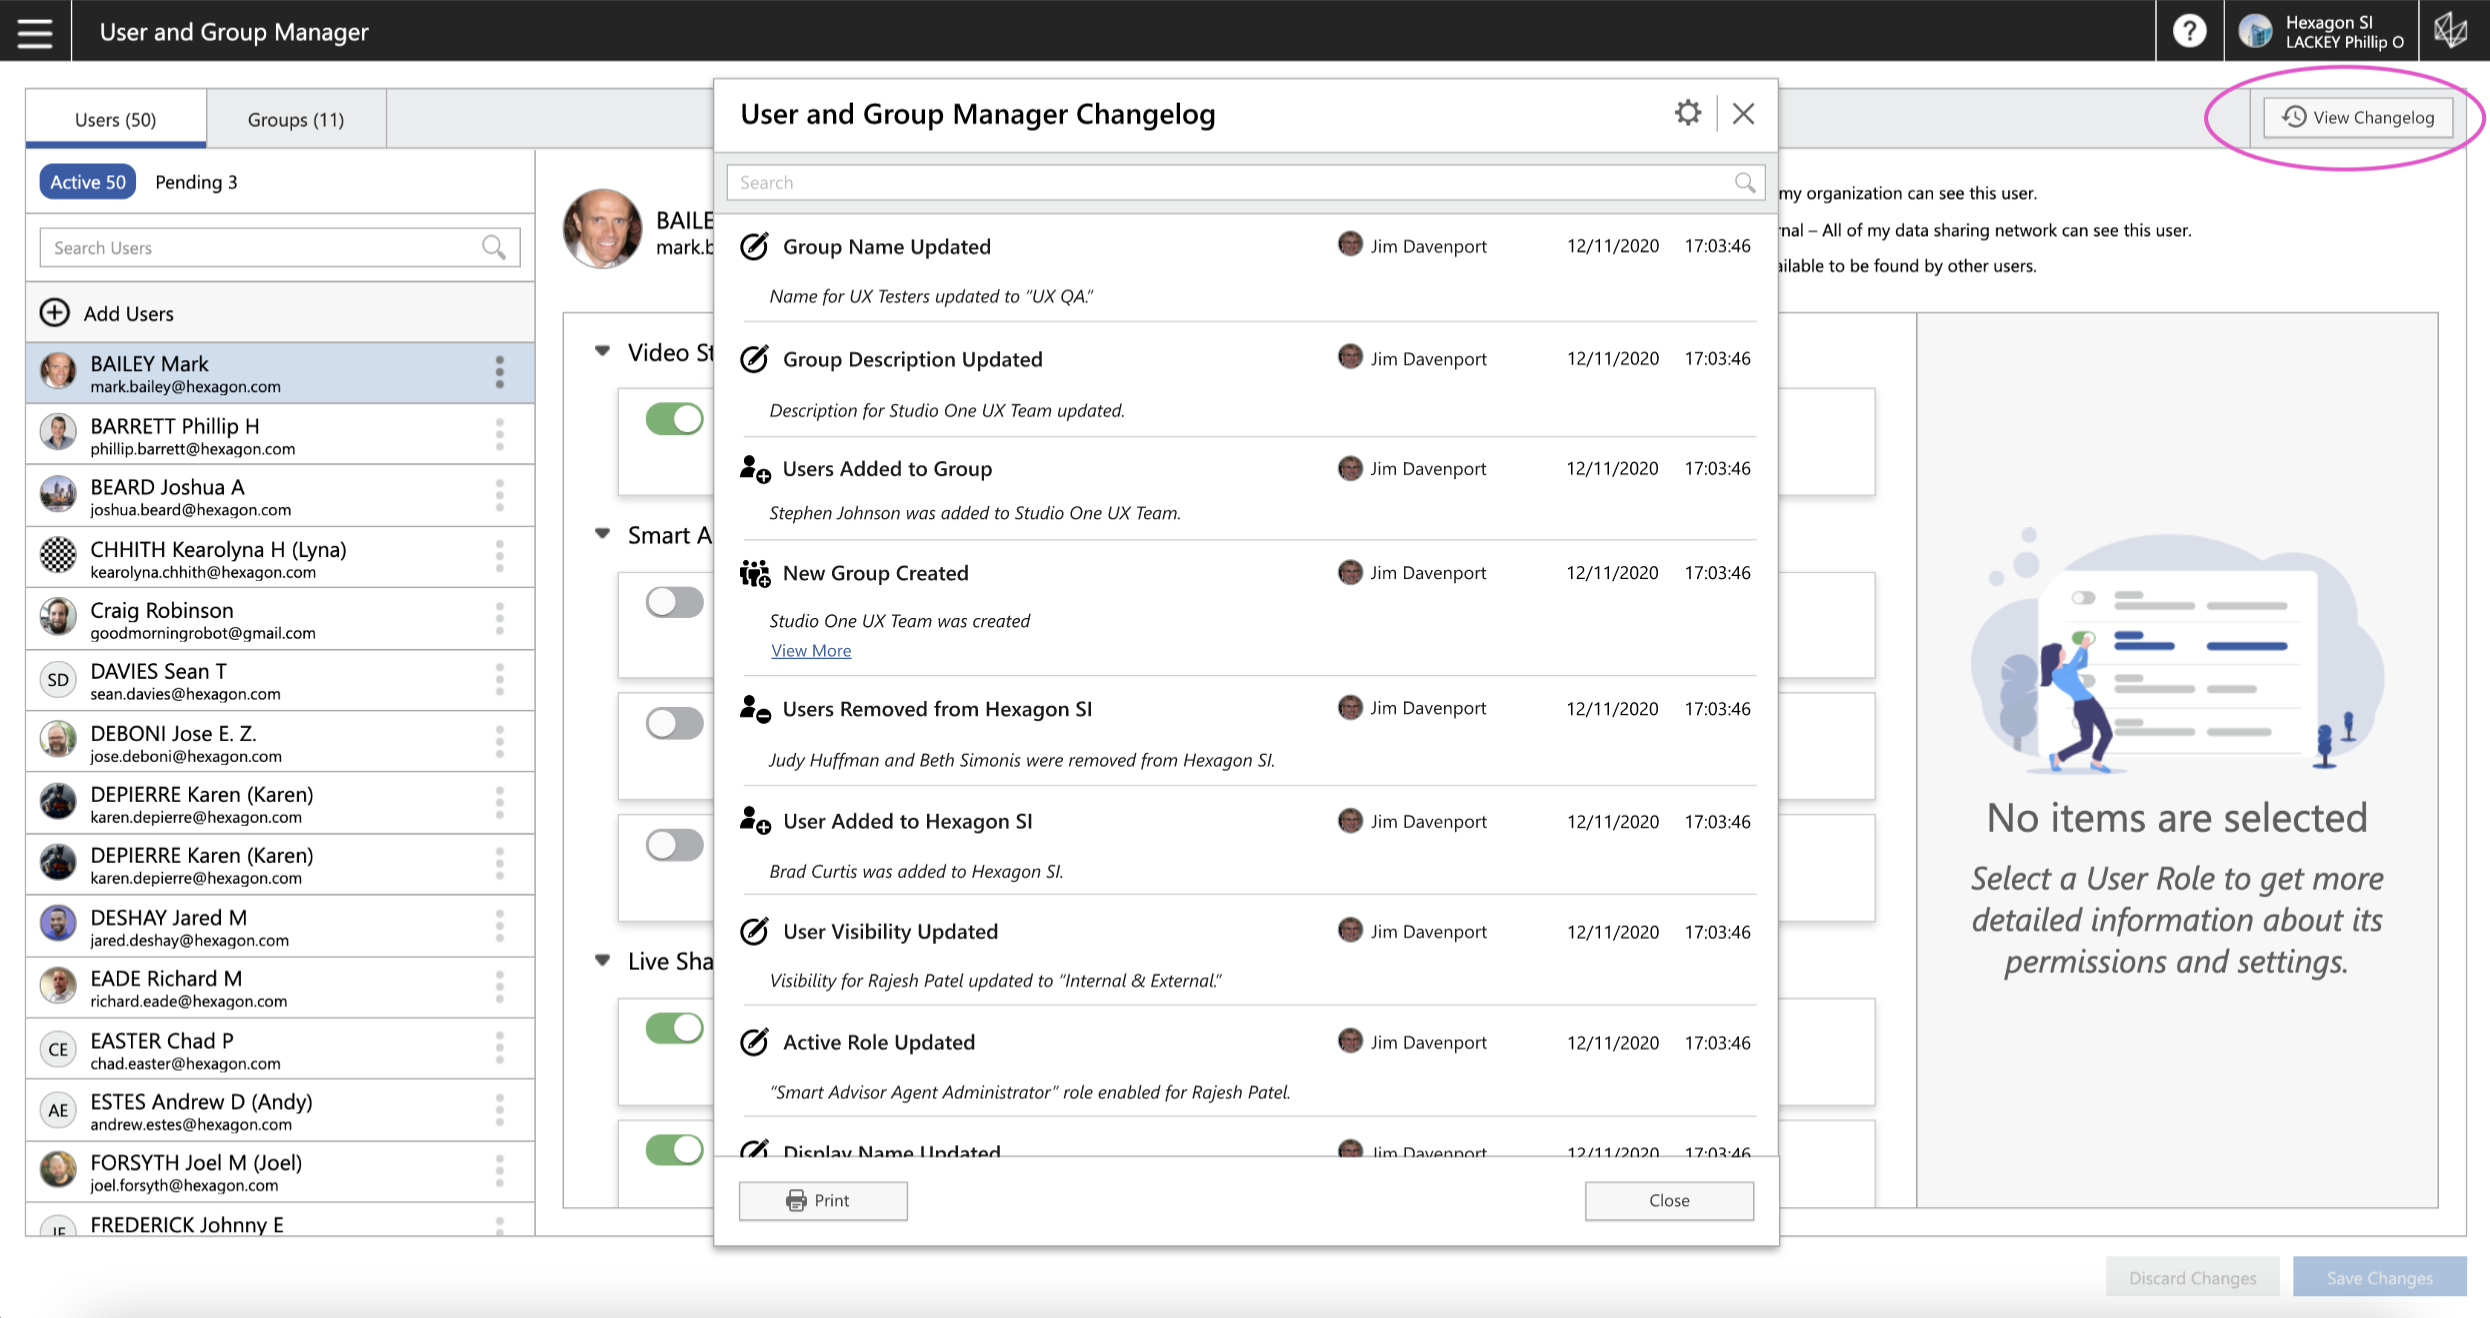 User and Group Manager
?
Hexagon SI
LACKEY Phillip O
Users (50)
Groups (11)
View Changelog
Active 50
Pending 3
Search Users
Add Users
BAILEY Mark
mark.bailey@hexagon.com
BARRETT Phillip H
phillip.barrett@hexagon.com
BEARD Joshua A
joshua.beard@hexagon.com
CHHITH Kearolyna H (Lyna)
kearolyna.chhith@hexagon.com
Craig Robinson
goodmorningrobot@gmail.com
SD
DAVIES Sean T
sean.davies@hexagon.com
DEBONI Jose E. Z.
jose.deboni@hexagon.com
DEPIERRE Karen (Karen)
karen.depierre@hexagon.com
DEPIERRE Karen (Karen)
karen.depierre@hexagon.com
DESHAY Jared M
jared.deshay@hexagon.com
EADE Richard M
richard.eade@hexagon.com
CE
EASTER Chad P
chad.easter@hexagon.com
AE
ESTES Andrew D (Andy)
andrew.estes@hexagon.com
FORSYTH Joel M (Joel)
joel.forsyth@hexagon.com
FREDERICK Johnny E
BAILE
mark.b
my organization can see this user.
nal – All of my data sharing network can see this user.
ailable to be found by other users.
Video St
Smart A
Live Sha
User and Group Manager Changelog
Search
Group Name Updated Jim Davenport 12/11/2020 17:03:46
Name for UX Testers updated to “UX QA.”
Group Description Updated Jim Davenport 12/11/2020 17:03:46
Description for Studio One UX Team updated.
Users Added to Group Jim Davenport 12/11/2020 17:03:46
Stephen Johnson was added to Studio One UX Team.
New Group Created Jim Davenport 12/11/2020 17:03:46
Studio One UX Team was created
View More
Users Removed from Hexagon SI Jim Davenport 12/11/2020 17:03:46
Judy Huffman and Beth Simonis were removed from Hexagon SI.
User Added to Hexagon SI Jim Davenport 12/11/2020 17:03:46
Brad Curtis was added to Hexagon SI.
User Visibility Updated Jim Davenport 12/11/2020 17:03:46
Visibility for Rajesh Patel updated to “Internal & External.”
Active Role Updated Jim Davenport 12/11/2020 17:03:46
“Smart Advisor Agent Administrator” role enabled for Rajesh Patel.
Display Name Updated Jim Davenport 12/11/2020 17:03:46
Print
Close
No items are selected
Select a User Role to get more
detailed information about its
permissions and settings.
Discard Changes
Save Changes